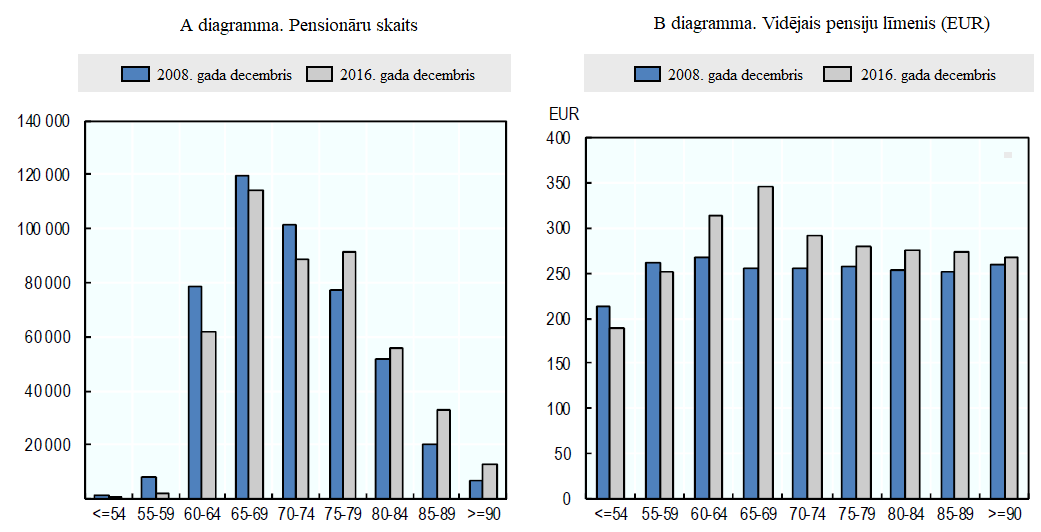 A diagramma. Pensionāru skaits
2008. gada decembris 2016. gada decembris
140 000
120 000
100 000
80 000
60 000
40 000
20 000
<=54 55-59 60-64 65-69 70-74 75-79 80-84 85-89 >=90
B diagramma. Vidējais pensiju līmenis (EUR)
2008. gada decembris 2016. gada decembris
EUR
400
350
300
250
200
150
100
50
0
<=54 55-59 60-64 65-69 70-74 75-79 80-84 85-89 >=90